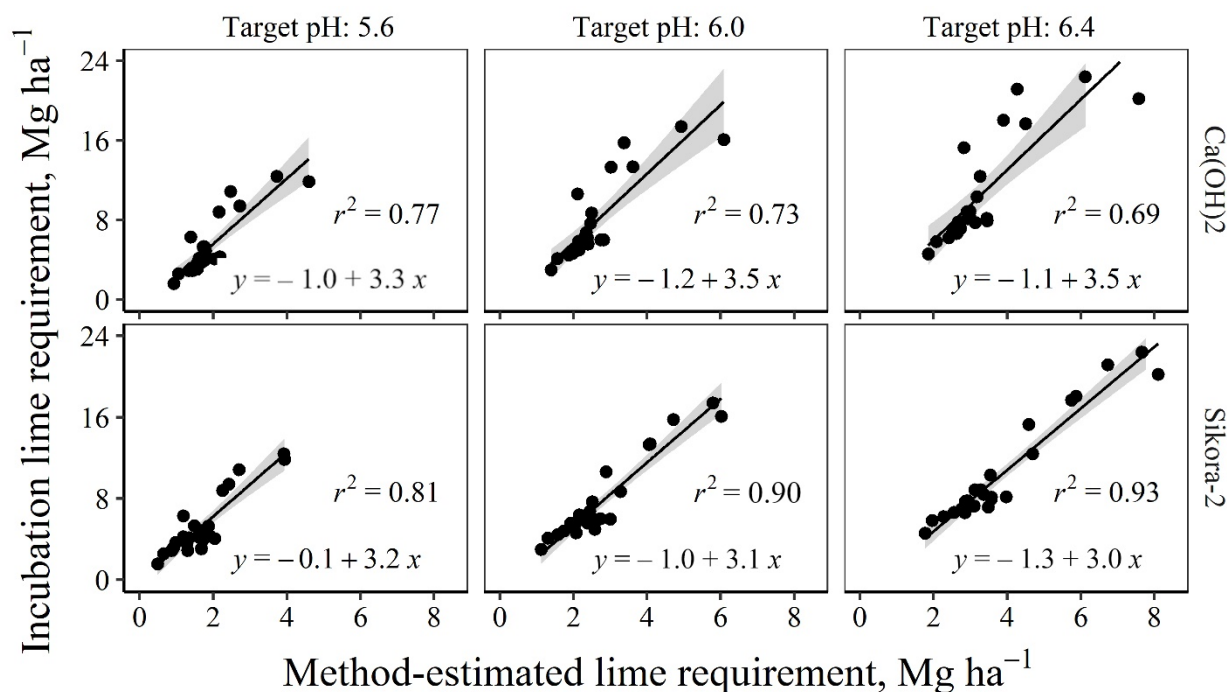 Target pH: 5.6
Target pH: 6.0
Target pH: 6.4
Incubation lime requirement, Mg ha⁻¹
24
16
8
0
r² = 0.77
y = − 1.0 + 3.3 x
r² = 0.73
y = −1.2 + 3.5 x
r² = 0.69
y = −1.1 + 3.5 x
Ca(OH)2
24
16
8
0
r² = 0.81
y = −0.1 + 3.2 x
r² = 0.90
y = −1.0 + 3.1 x
r² = 0.93
y = −1.3 + 3.0 x
Sikora-2
0 2 4 6 8
0 2 4 6 8
0 2 4 6 8
Method-estimated lime requirement, Mg ha⁻¹